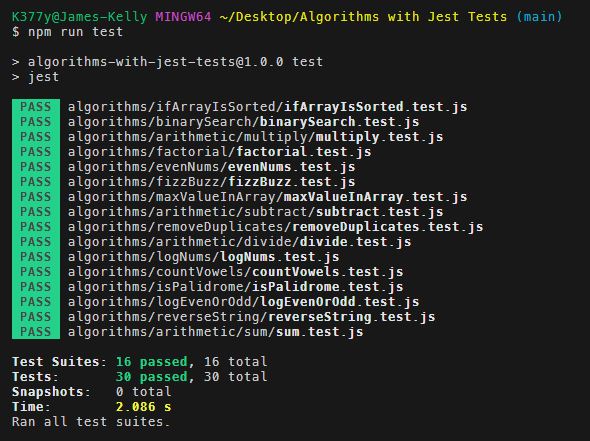 K377y@James-Kelly MINGW64 ~/Desktop/Algorithms with Jest Tests (main)
$ npm run test
> algorithms-with-jest-tests@1.0.0 test
> jest
PASS algorithms/ifArrayIsSorted/ifArrayIsSorted.test.js
PASS algorithms/binarySearch/binarySearch.test.js
PASS algorithms/arithmetic/multiply/multiply.test.js
PASS algorithms/factorial/factorial.test.js
PASS algorithms/evenNums/evenNums.test.js
PASS algorithms/fizzBuzz/fizzBuzz.test.js
PASS algorithms/maxValueInArray/maxValueInArray.test.js
PASS algorithms/arithmetic/subtract/subtract.test.js
PASS algorithms/removeDuplicates/removeDuplicates.test.js
PASS algorithms/arithmetic/divide/divide.test.js
PASS algorithms/logNums/logNums.test.js
PASS algorithms/countVowels/countVowels.test.js
PASS algorithms/isPalidrome/isPalidrome.test.js
PASS algorithms/logEvenOrOdd/logEvenOrOdd.test.js
PASS algorithms/reverseString/reverseString.test.js
PASS algorithms/arithmetic/sum/sum.test.js
Test Suites: 16 passed, 16 total
Tests: 30 passed, 30 total
Snapshots: 0 total
Time: 2.086 s
Ran all test suites.